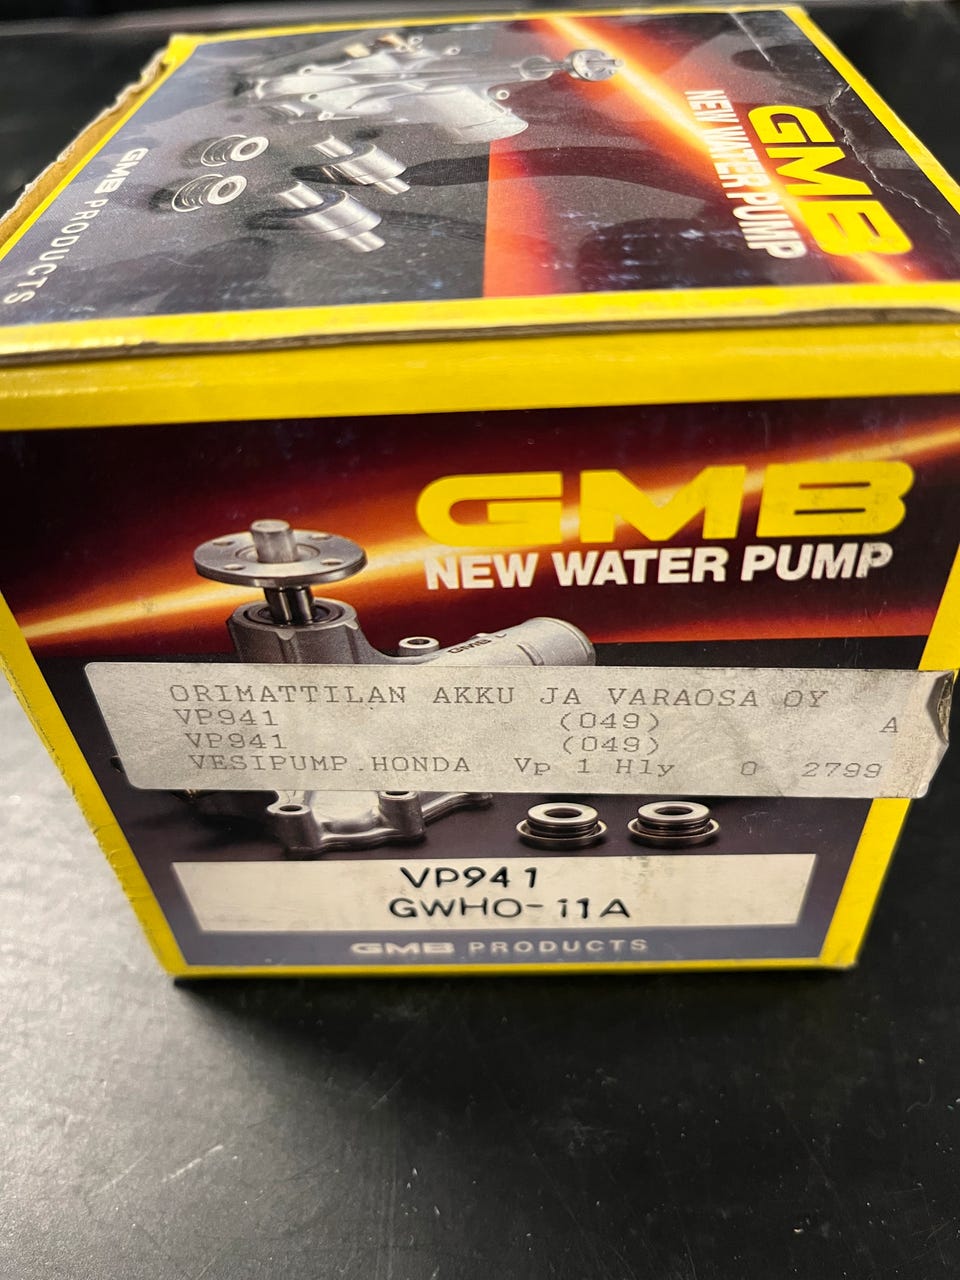 GMB PRODUCTS
GMB
NEW WATER PUMP
GMB
NEW WATER PUMP
GMB
ORIMATTILAN AKKU JA VARAOSA OY
VP941 (049) A
VP941 (049)
VESIPUMP.HONDA Vp 1 Hly 0 2799
VP941
GWHO-11A
GMB PRODUCTS